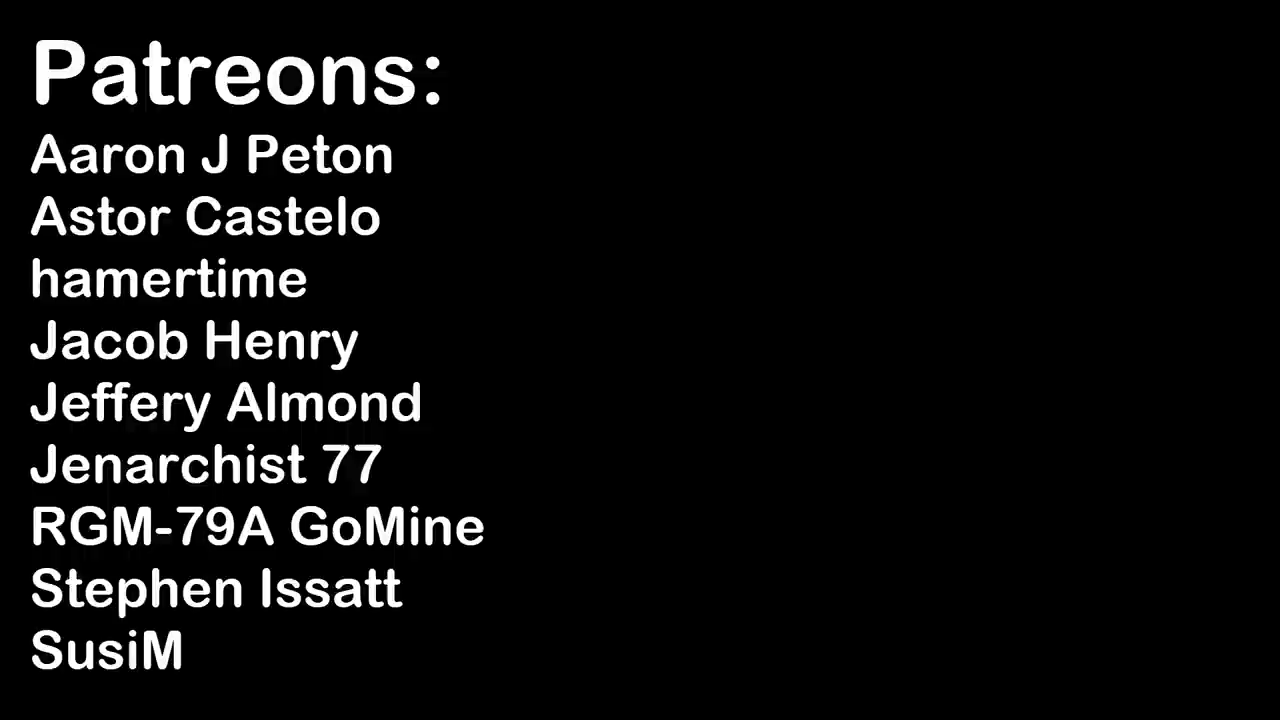 Patreons:
Aaron J Peton
Astor Castelo
hamertime
Jacob Henry
Jeffery Almond
Jenarchist 77
RGM-79A GoMine
Stephen Issatt
SusiM